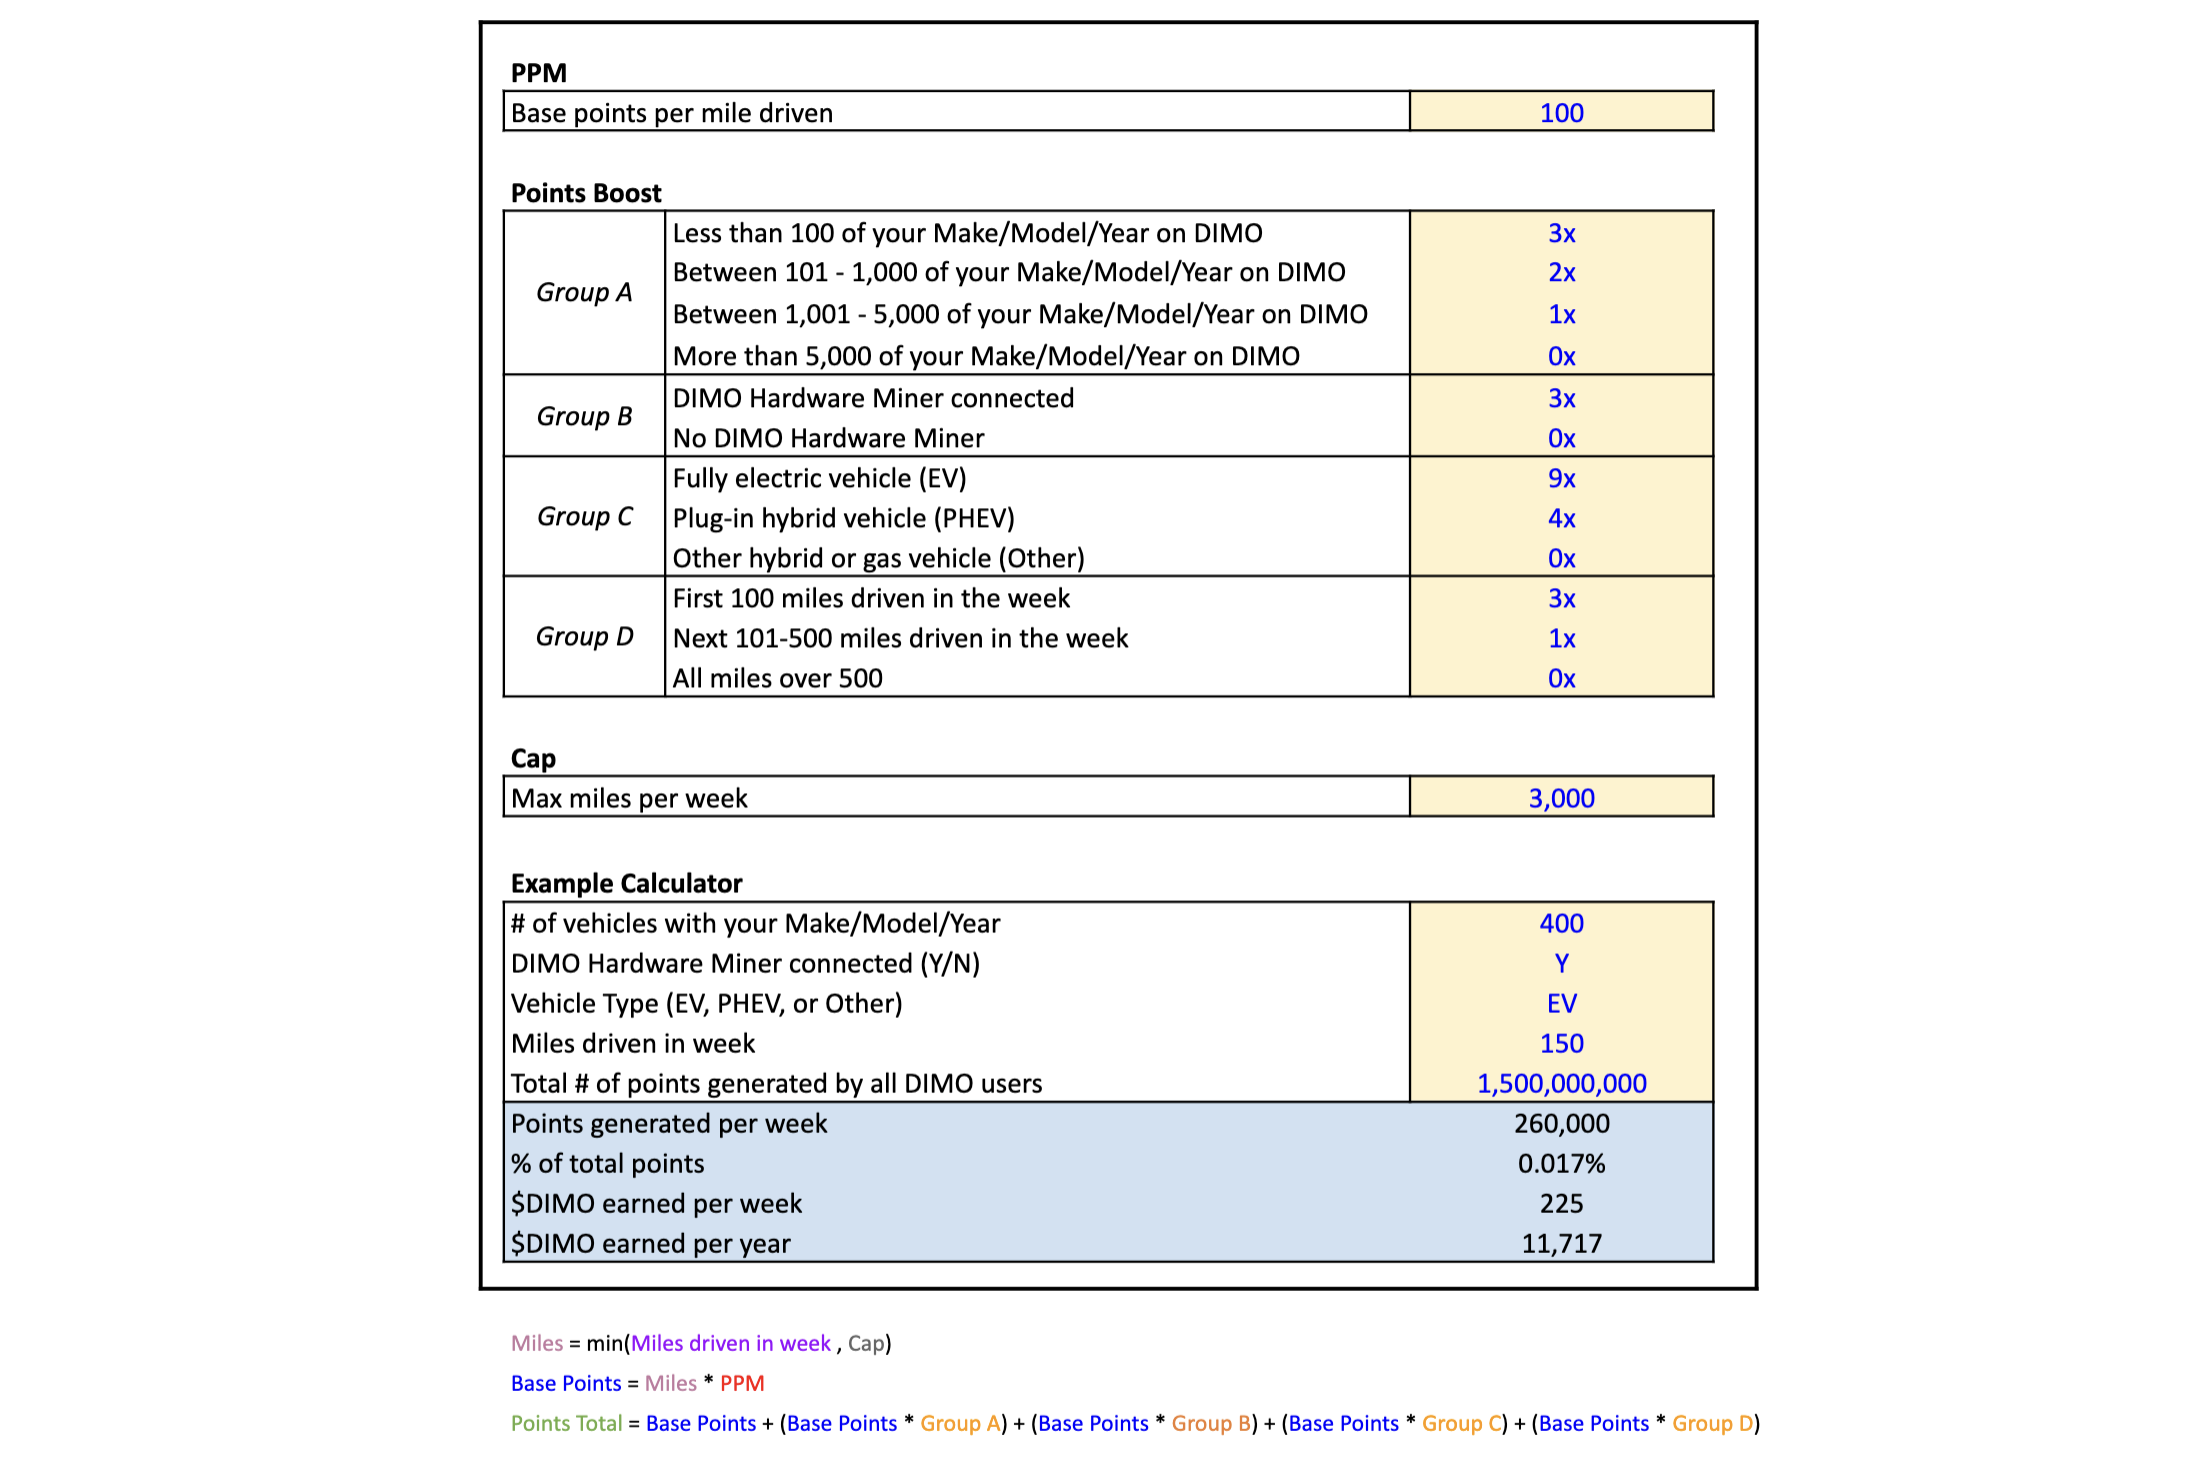 PPM
Base points per mile driven 100
Points Boost
Group A
Less than 100 of your Make/Model/Year on DIMO 3x
Between 101 - 1,000 of your Make/Model/Year on DIMO 2x
Between 1,001 - 5,000 of your Make/Model/Year on DIMO 1x
More than 5,000 of your Make/Model/Year on DIMO 0x
Group B
DIMO Hardware Miner connected 3x
No DIMO Hardware Miner 0x
Group C
Fully electric vehicle (EV) 9x
Plug-in hybrid vehicle (PHEV) 4x
Other hybrid or gas vehicle (Other) 0x
Group D
First 100 miles driven in the week 3x
Next 101-500 miles driven in the week 1x
All miles over 500 0x
Cap
Max miles per week 3,000
Example Calculator
# of vehicles with your Make/Model/Year 400
DIMO Hardware Miner connected (Y/N) Y
Vehicle Type (EV, PHEV, or Other) EV
Miles driven in week 150
Total # of points generated by all DIMO users 1,500,000,000
Points generated per week 260,000
% of total points 0.017%
$DIMO earned per week 225
$DIMO earned per year 11,717
Miles = min(Miles driven in week , Cap)
Base Points = Miles * PPM
Points Total = Base Points + (Base Points * Group A) + (Base Points * Group B) + (Base Points * Group C) + (Base Points * Group D)